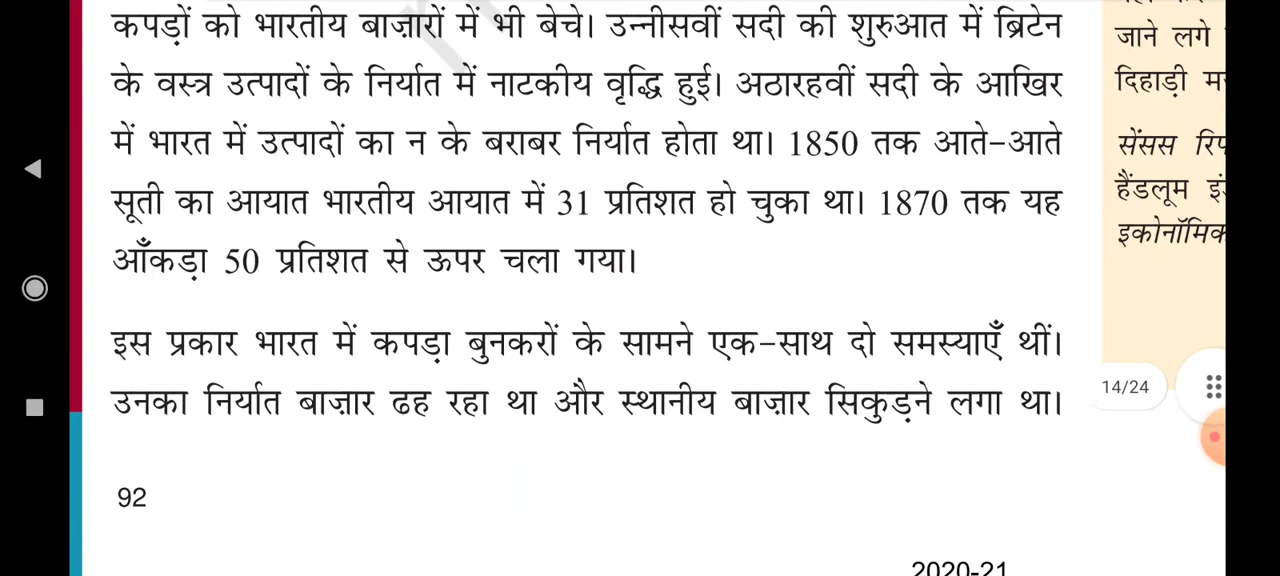 कपड़ों को भारतीय बाज़ारों में भी बेचे। उन्नीसवीं सदी की शुरुआत में ब्रिटेन
के वस्त्र उत्पादों के निर्यात में नाटकीय वृद्धि हुई। अठारहवीं सदी के आखिर
में भारत में उत्पादों का न के बराबर निर्यात होता था। 1850 तक आते-आते
सूती का आयात भारतीय आयात में 31 प्रतिशत हो चुका था। 1870 तक यह
आँकड़ा 50 प्रतिशत से ऊपर चला गया।
इस प्रकार भारत में कपड़ा बुनकरों के सामने एक-साथ दो समस्याएँ थीं।
उनका निर्यात बाज़ार ढह रहा था और स्थानीय बाज़ार सिकुड़ने लगा था।
92
2020-21
जाने लगे
दिहाड़ी
सेंसस
हैंडलूम
इकोनॉमिक
14/24